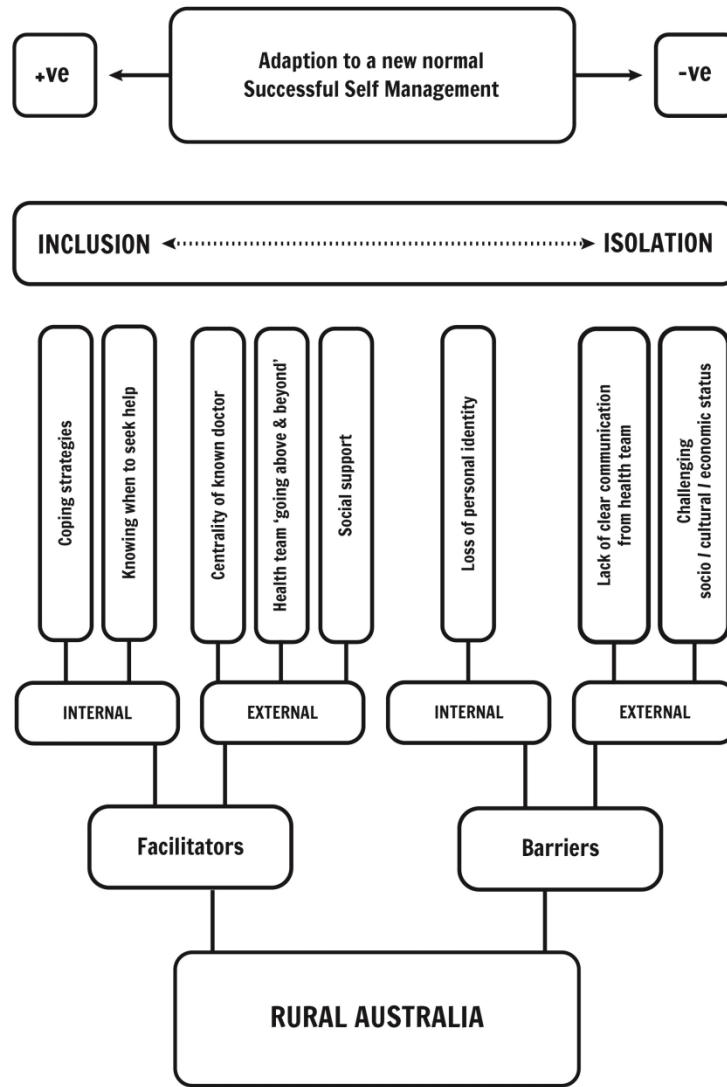 +ve
Adaption to a new normal
Successful Self Management
-ve
INCLUSION
ISOLATION
Coping strategies
Knowing when to seek help
Centrality of known doctor
Health team ‘going above & beyond’
Social support
Loss of personal identity
Lack of clear communication
from health team
Challenging
socio / cultural / economic status
INTERNAL
EXTERNAL
INTERNAL
EXTERNAL
Facilitators
Barriers
RURAL AUSTRALIA